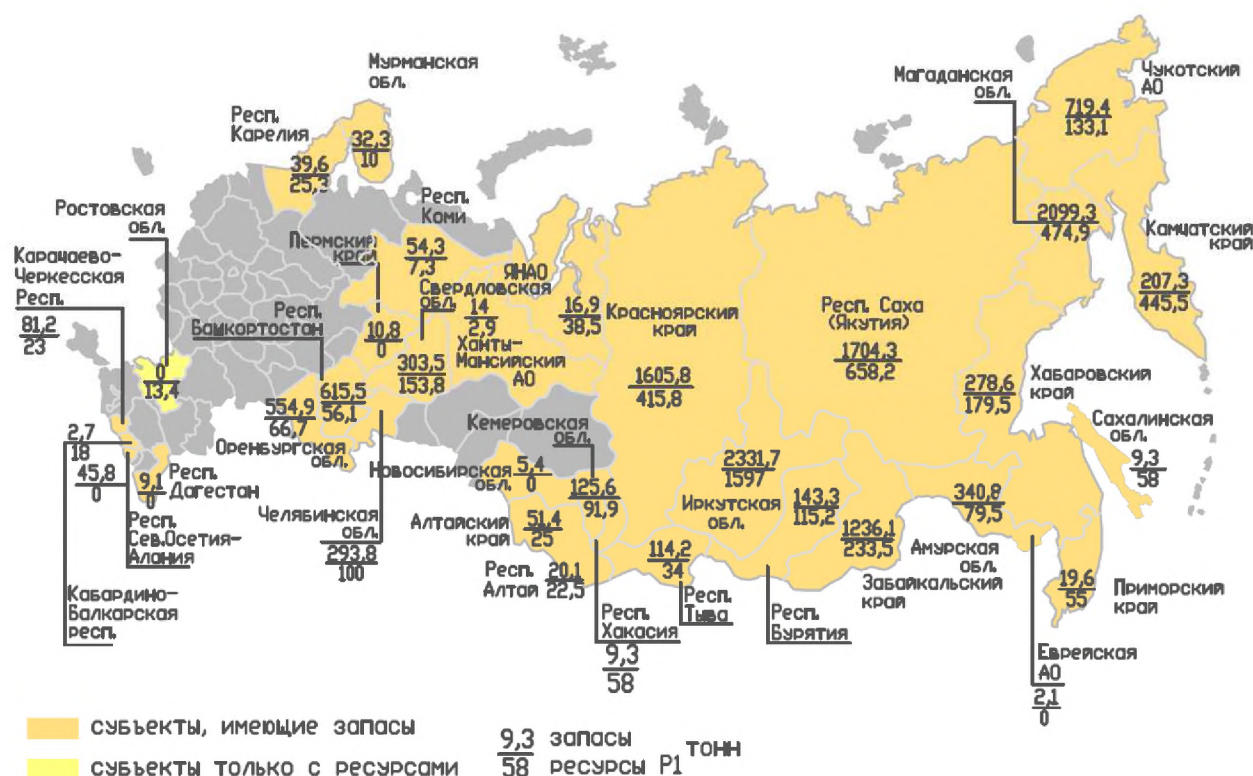 Мурманская
обл.
32,3
10
Респ.
Карелия
39,6
25,3
Магаданская
обл.
Чукотский
АО
719,4
133,1
Ростовская
обл.
0
13,4
Карачаево-
Черкесская
Респ.
81,2
23
Пермский
край
10,8
0
Респ.
Коми
54,3
7,3
ЯНАО
16,9
38,5
Свердловская
обл.
303,5
153,8
14
2,9
Ханты-
Мансийский
АО
Красноярский
край
1605,8
415,8
Респ. Саха
(Якутия)
1704,3
658,2
2099,3
474,9
Камчатский
край
207,3
445,5
Респ.
Башкортостан
615,5
56,1
554,9
66,7
Оренбургская
обл.
278,6
179,5
Хабаровский
край
Сахалинская
обл.
9,3
58
2,7
18
45,8
0
9,1
0
Респ.
Дагестан
Респ.
Сев.Осетия-
Алания
Кабардино-
Балкарская
респ.
Челябинская
обл.
293,8
100
Кемеровская
обл.
125,6
91,9
Новосибирская
обл.
5,4
0
Алтайский
край
51,4
25
Респ.
Алтай
20,1
22,5
2331,7
1597
Иркутская
обл.
143,3
115,2
1236,1
233,5
Забайкальский
край
340,8
79,5
Амурская
обл.
114,2
34
Респ.
Тыва
Респ.
Хакасия
9,3
58
Респ.
Бурятия
19,6
55
Приморский
край
Еврейская
АО
2,1
0
субъекты, имеющие запасы
субъекты только с ресурсами
9,3 запасы
58 ресурсы Р1
тонн